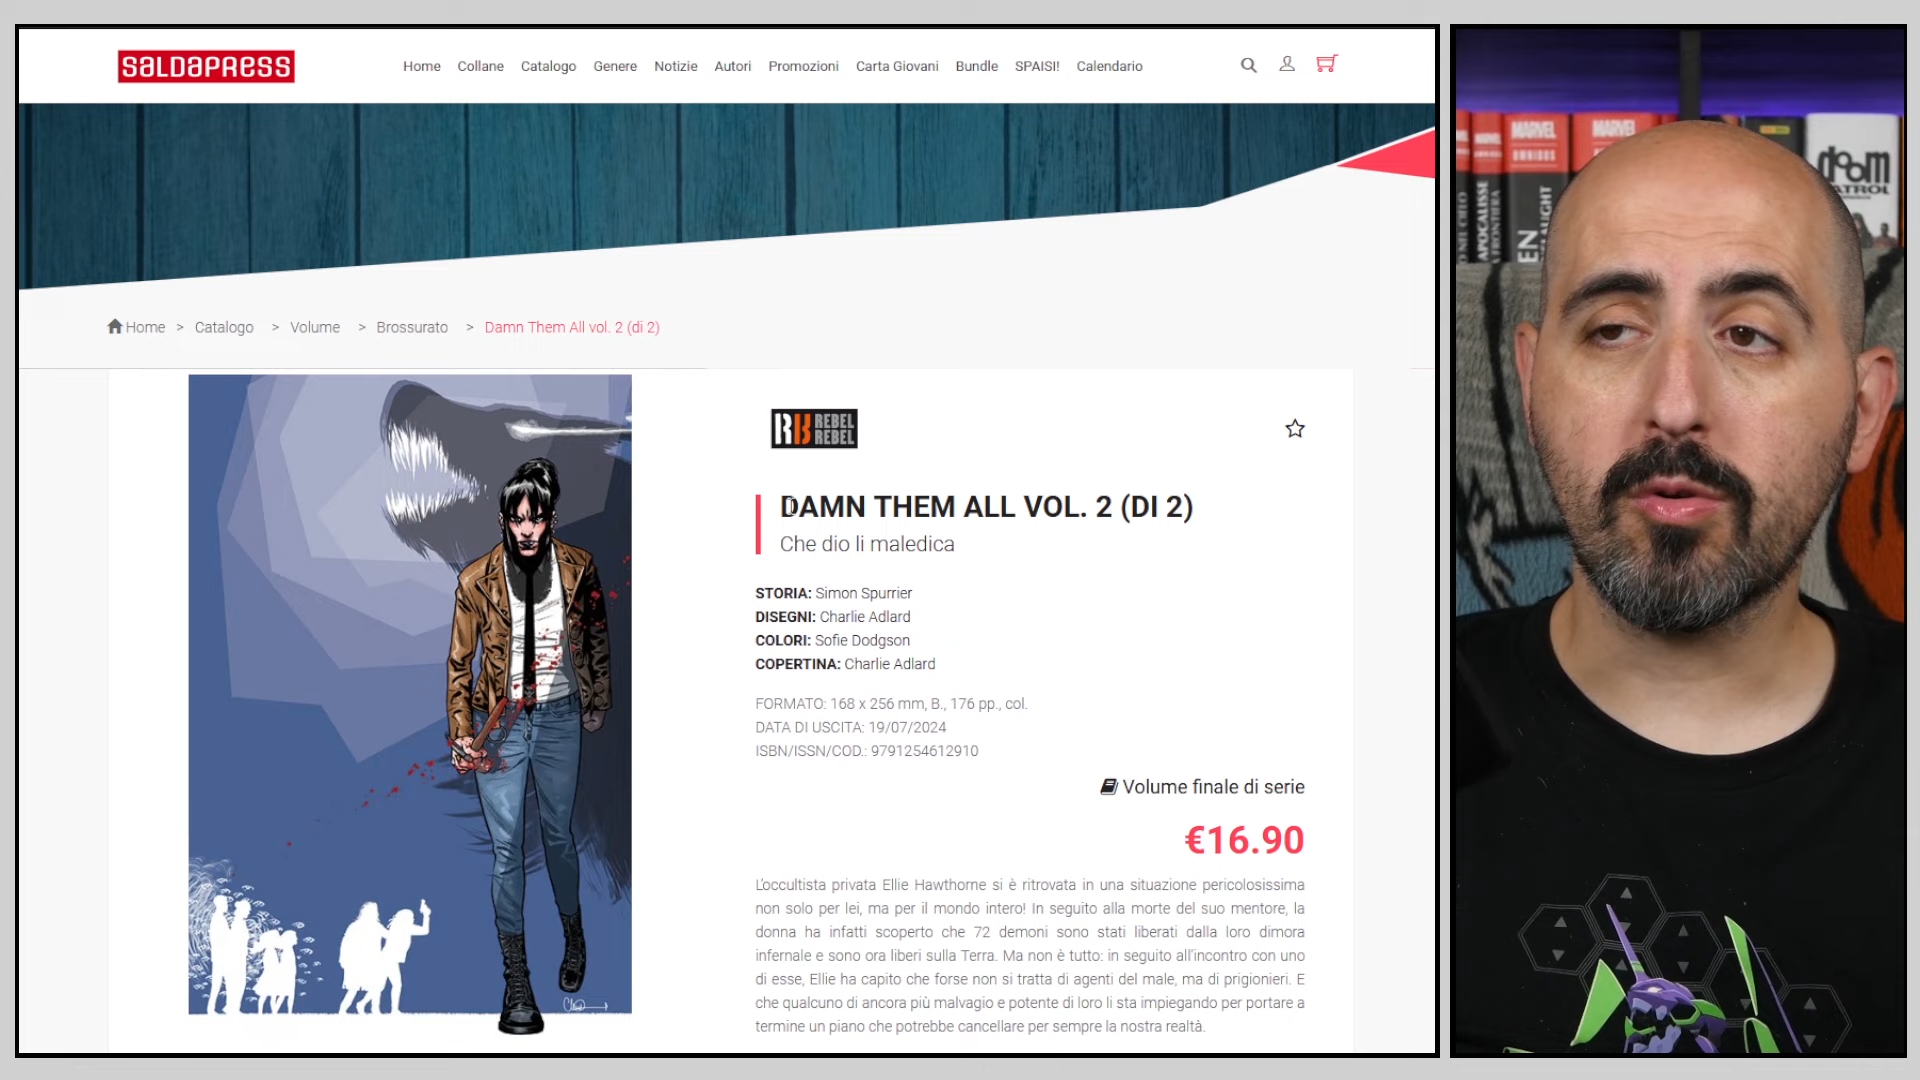 SALDAPRESS
Home Collane Catalogo Genere Notizie Autori Promozioni Carta Giovani Bundle SPAISI! Calendario
Home > Catalogo > Volume > Brossurato > Damn Them All vol. 2 (di 2)
REBEL
REBEL
DAMN THEM ALL VOL. 2 (DI 2)
Che dio li maledica
STORIA: Simon Spurrier
DISEGNI: Charlie Adlard
COLORI: Sofie Dodgson
COPERTINA: Charlie Adlard
FORMATO: 168 x 256 mm, B., 176 pp., col.
DATA DI USCITA: 19/07/2024
ISBN/ISSN/COD.: 9791254612910
Volume finale di serie
€16.90
L'occultista privata Ellie Hawthorne si è ritrovata in una situazione pericolosissima
non solo per lei, ma per il mondo intero! In seguito alla morte del suo mentore, la
donna ha infatti scoperto che 72 demoni sono stati liberati dalla loro dimora
infernale e sono ora liberi sulla Terra. Ma non è tutto: in seguito all'incontro con uno
di esse, Ellie ha capito che forse non si tratta di agenti del male, ma di prigionieri. E
che qualcuno di ancora più malvagio e potente di loro li sta impiegando per portare a
termine un piano che potrebbe cancellare per sempre la nostra realtà.
MARVEL
OMNIBUS
MARVEL
APOCALISSE
doom
PATROL